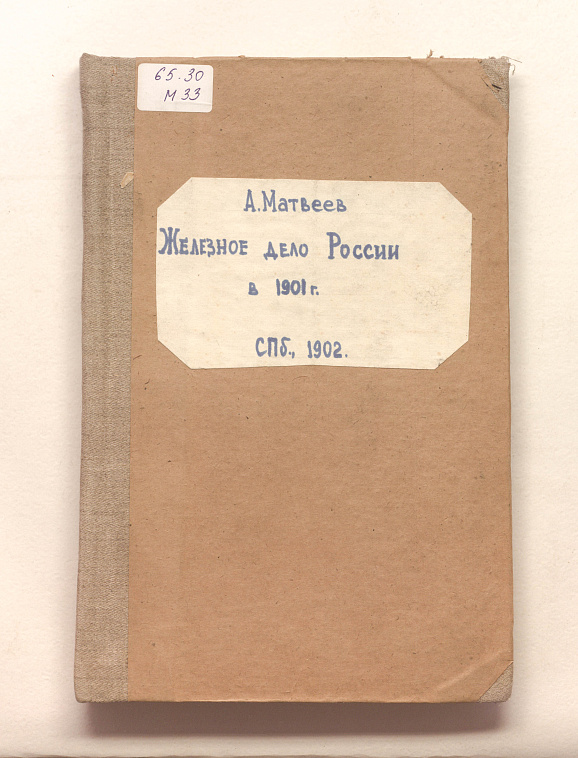 65.30
М 33
А. Матвеев
Железное дело России
в 1901 г.
СПб., 1902.